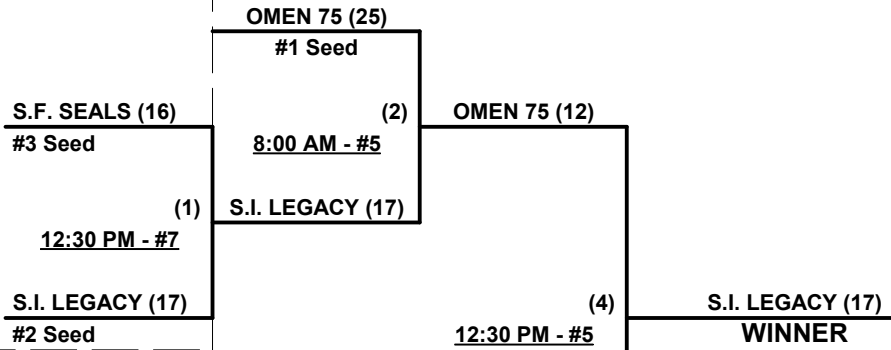 OMEN 75 (25)
#1 Seed
S.F. SEALS (16)
(2)
OMEN 75 (12)
#3 Seed
8:00 AM - #5
(1)
S.I. LEGACY (17)
12:30 PM - #7
S.I. LEGACY (17)
(4)
S.I. LEGACY (17)
#2 Seed
12:30 PM - #5
WINNER